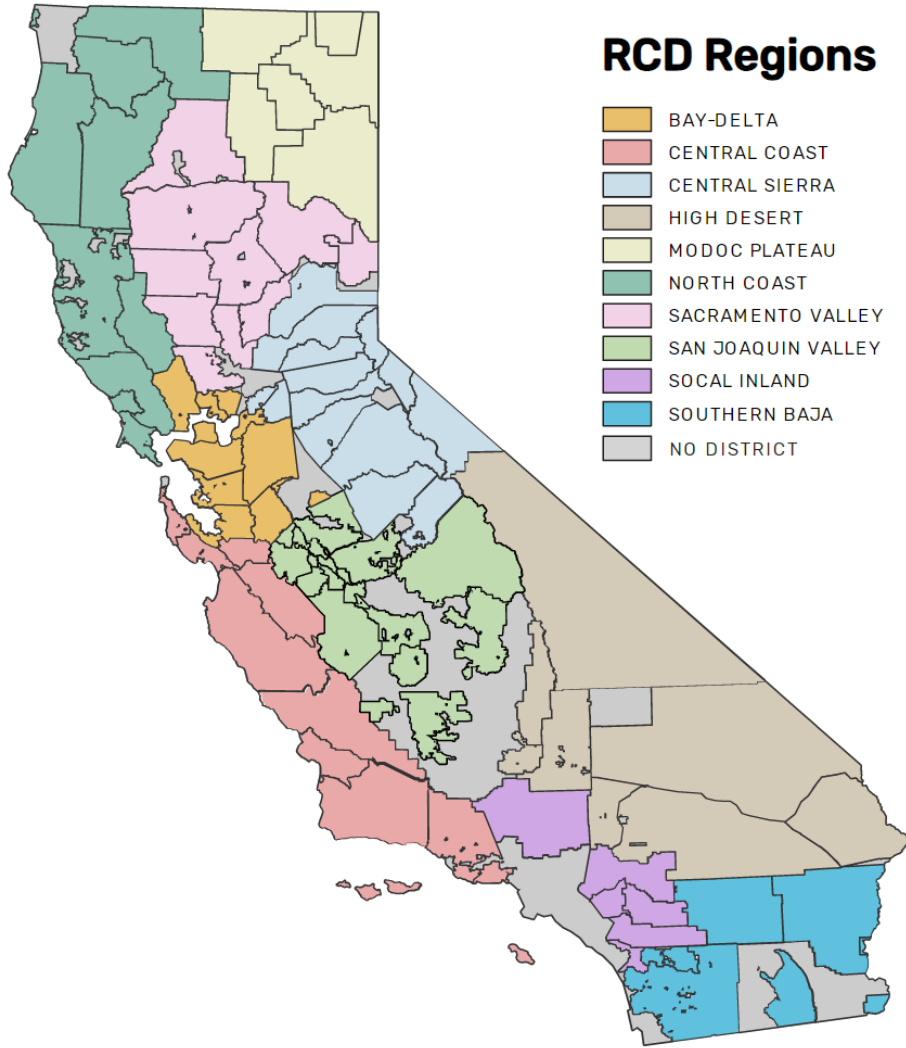 RCD Regions
BAY-DELTA
CENTRAL COAST
CENTRAL SIERRA
HIGH DESERT
MODOC PLATEAU
NORTH COAST
SACRAMENTO VALLEY
SAN JOAQUIN VALLEY
SOCAL INLAND
SOUTHERN BAJA
NO DISTRICT